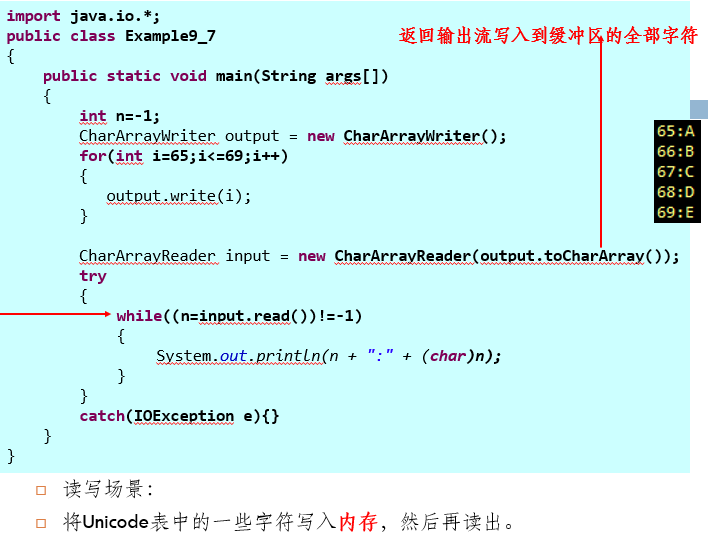 import java.io.*;
public class Example9_7
返回输出流写入到缓冲区的全部字符
{
public static void main(String args[])
{
int n=-1;
CharArrayWriter output = new CharArrayWriter();
for(int i=65;i<=69;i++)
{
output.write(i);
}
65:A
66:B
67:C
68:D
69:E
CharArrayReader input = new CharArrayReader(output.toCharArray());
try
{
while((n=input.read())!=-1)
{
System.out.println(n + ":" + (char)n);
}
}
catch(IOException e){}
}
}
读写场景：
将Unicode表中的一些字符写入内存，然后再读出。